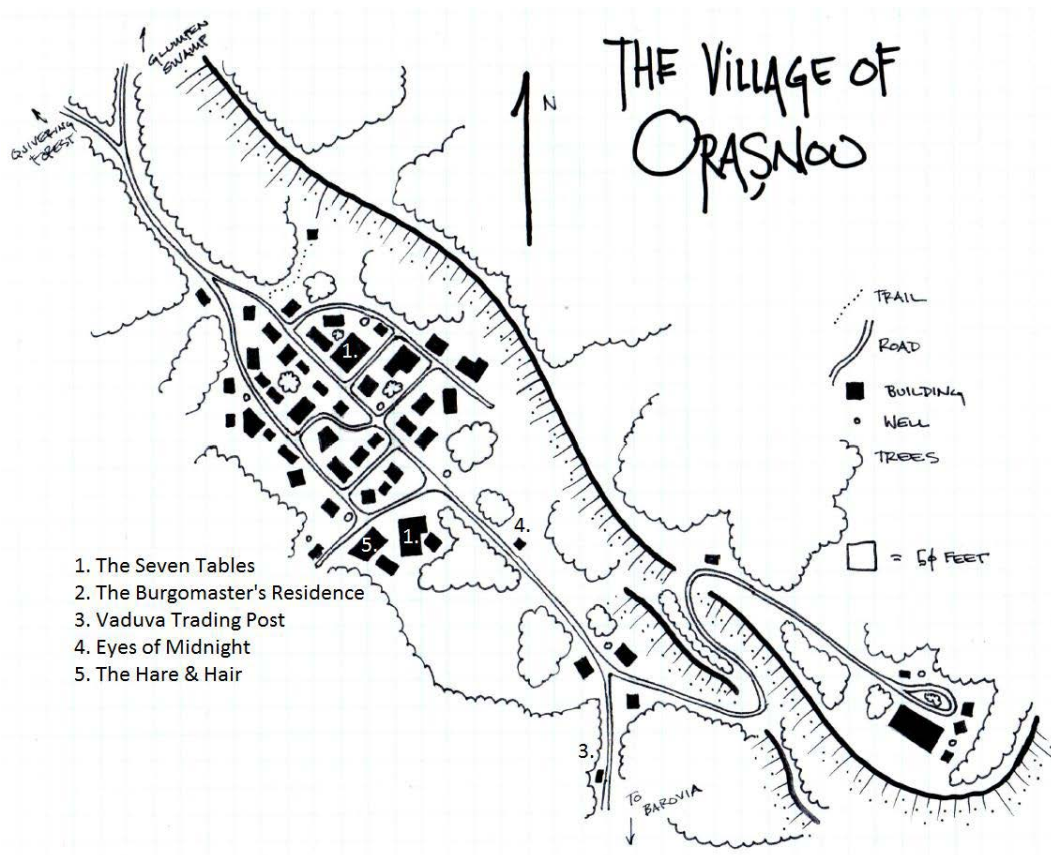 THE VILLAGE OF
ORAȘNOU
GLUMPEN
SWAMP
QUIVERING
FOREST
N
TRAIL
ROAD
BUILDING
WELL
TREES
= 5φ FEET
1.
1.
5.
4.
3.
1. The Seven Tables
2. The Burgomaster's Residence
3. Vaduva Trading Post
4. Eyes of Midnight
5. The Hare & Hair
TO
BAROVIA